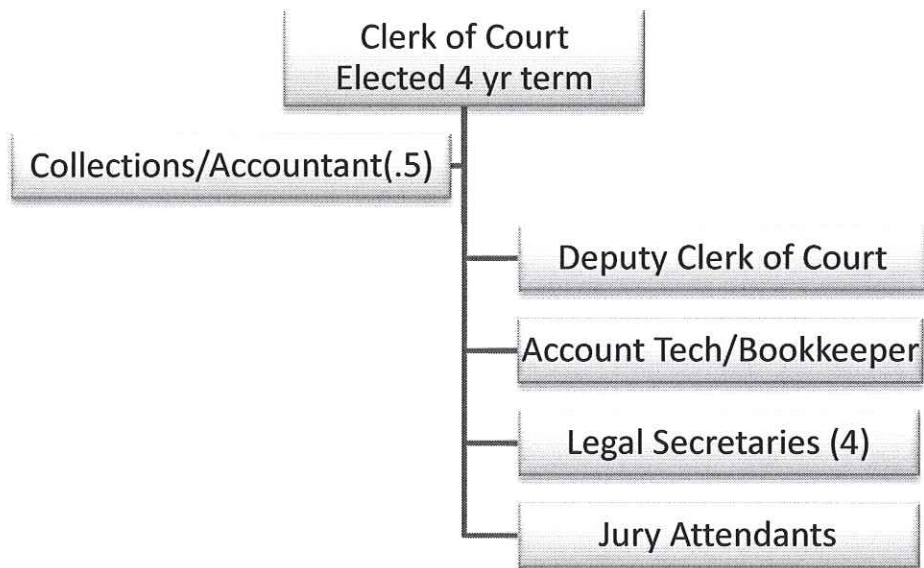 Clerk of Court
Elected 4 yr term
Collections/Accountant(.5)
Deputy Clerk of Court
Account Tech/Bookkeeper
Legal Secretaries (4)
Jury Attendants